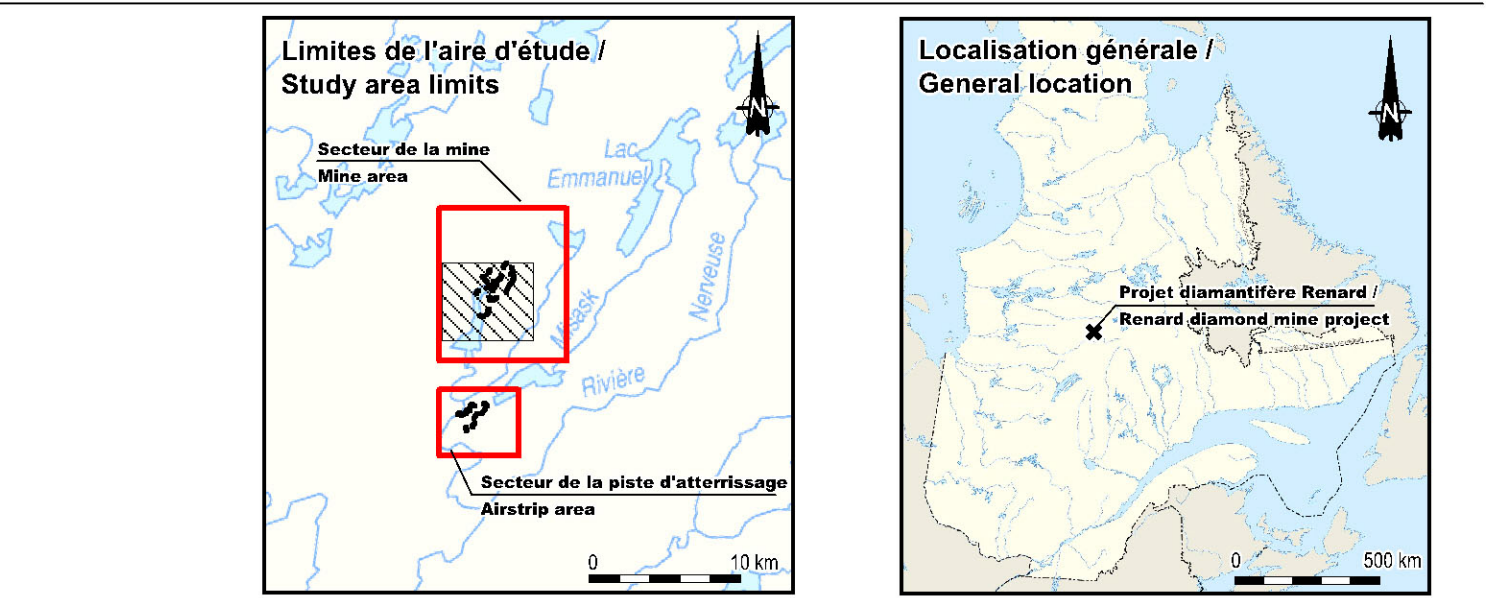 Limites de l'aire d'étude /
Study area limits
N
Secteur de la mine
Mine area
Lac
Emmanuel
Misask
Nerveuse
Rivière
Secteur de la piste d'atterrissage
Airstrip area
0 10 km
Localisation générale /
General location
N
Projet diamantifère Renard /
Renard diamond mine project
0 500 km